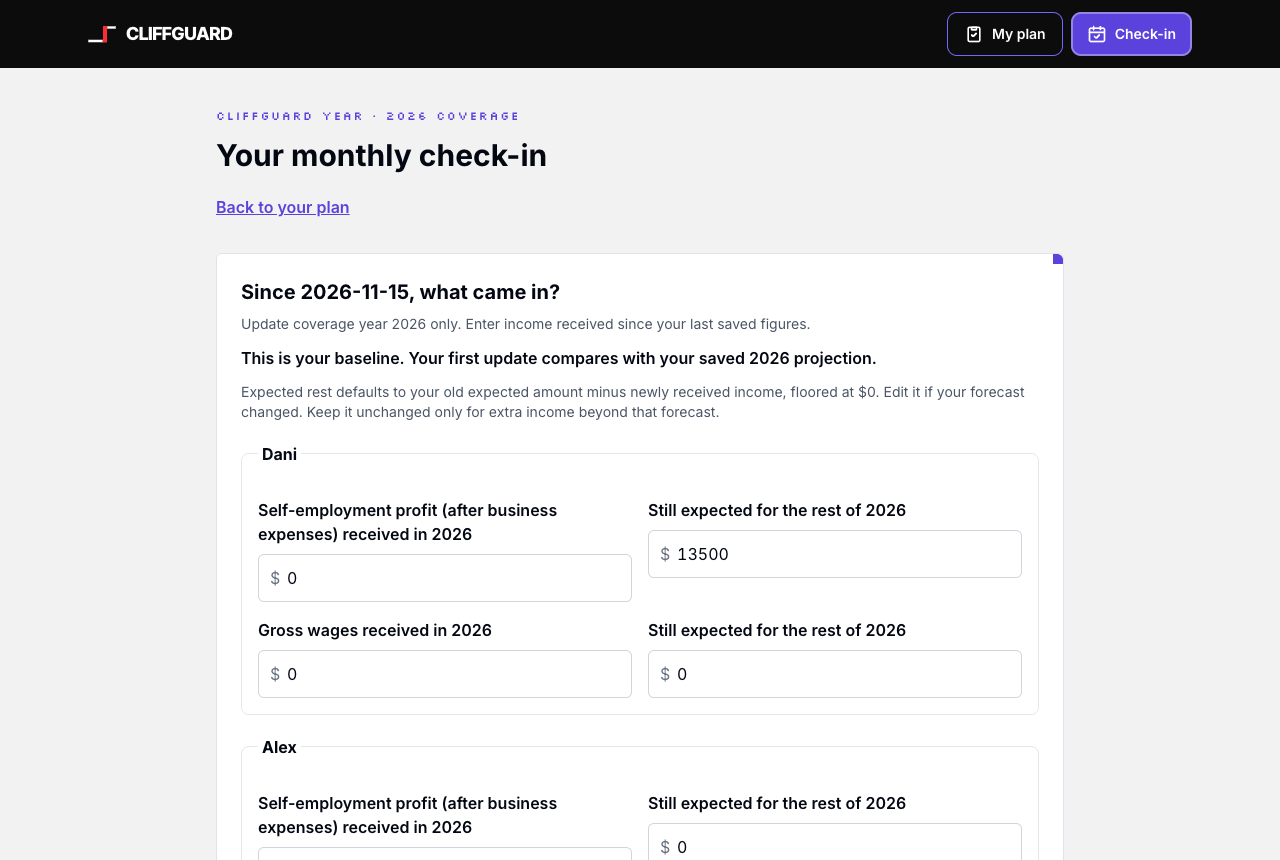 CLIFFGUARD
My plan
Check-in
CLIFFGUARD YEAR · 2026 COVERAGE
Your monthly check-in
Back to your plan
Since 2026-11-15, what came in?
Update coverage year 2026 only. Enter income received since your last saved figures.
This is your baseline. Your first update compares with your saved 2026 projection.
Expected rest defaults to your old expected amount minus newly received income, floored at $0. Edit it if your forecast
changed. Keep it unchanged only for extra income beyond that forecast.
Dani
Self-employment profit (after business
expenses) received in 2026
$ 0
Still expected for the rest of 2026
$ 13500
Gross wages received in 2026
$ 0
Still expected for the rest of 2026
$ 0
Alex
Self-employment profit (after business
expenses) received in 2026
Still expected for the rest of 2026
$ 0